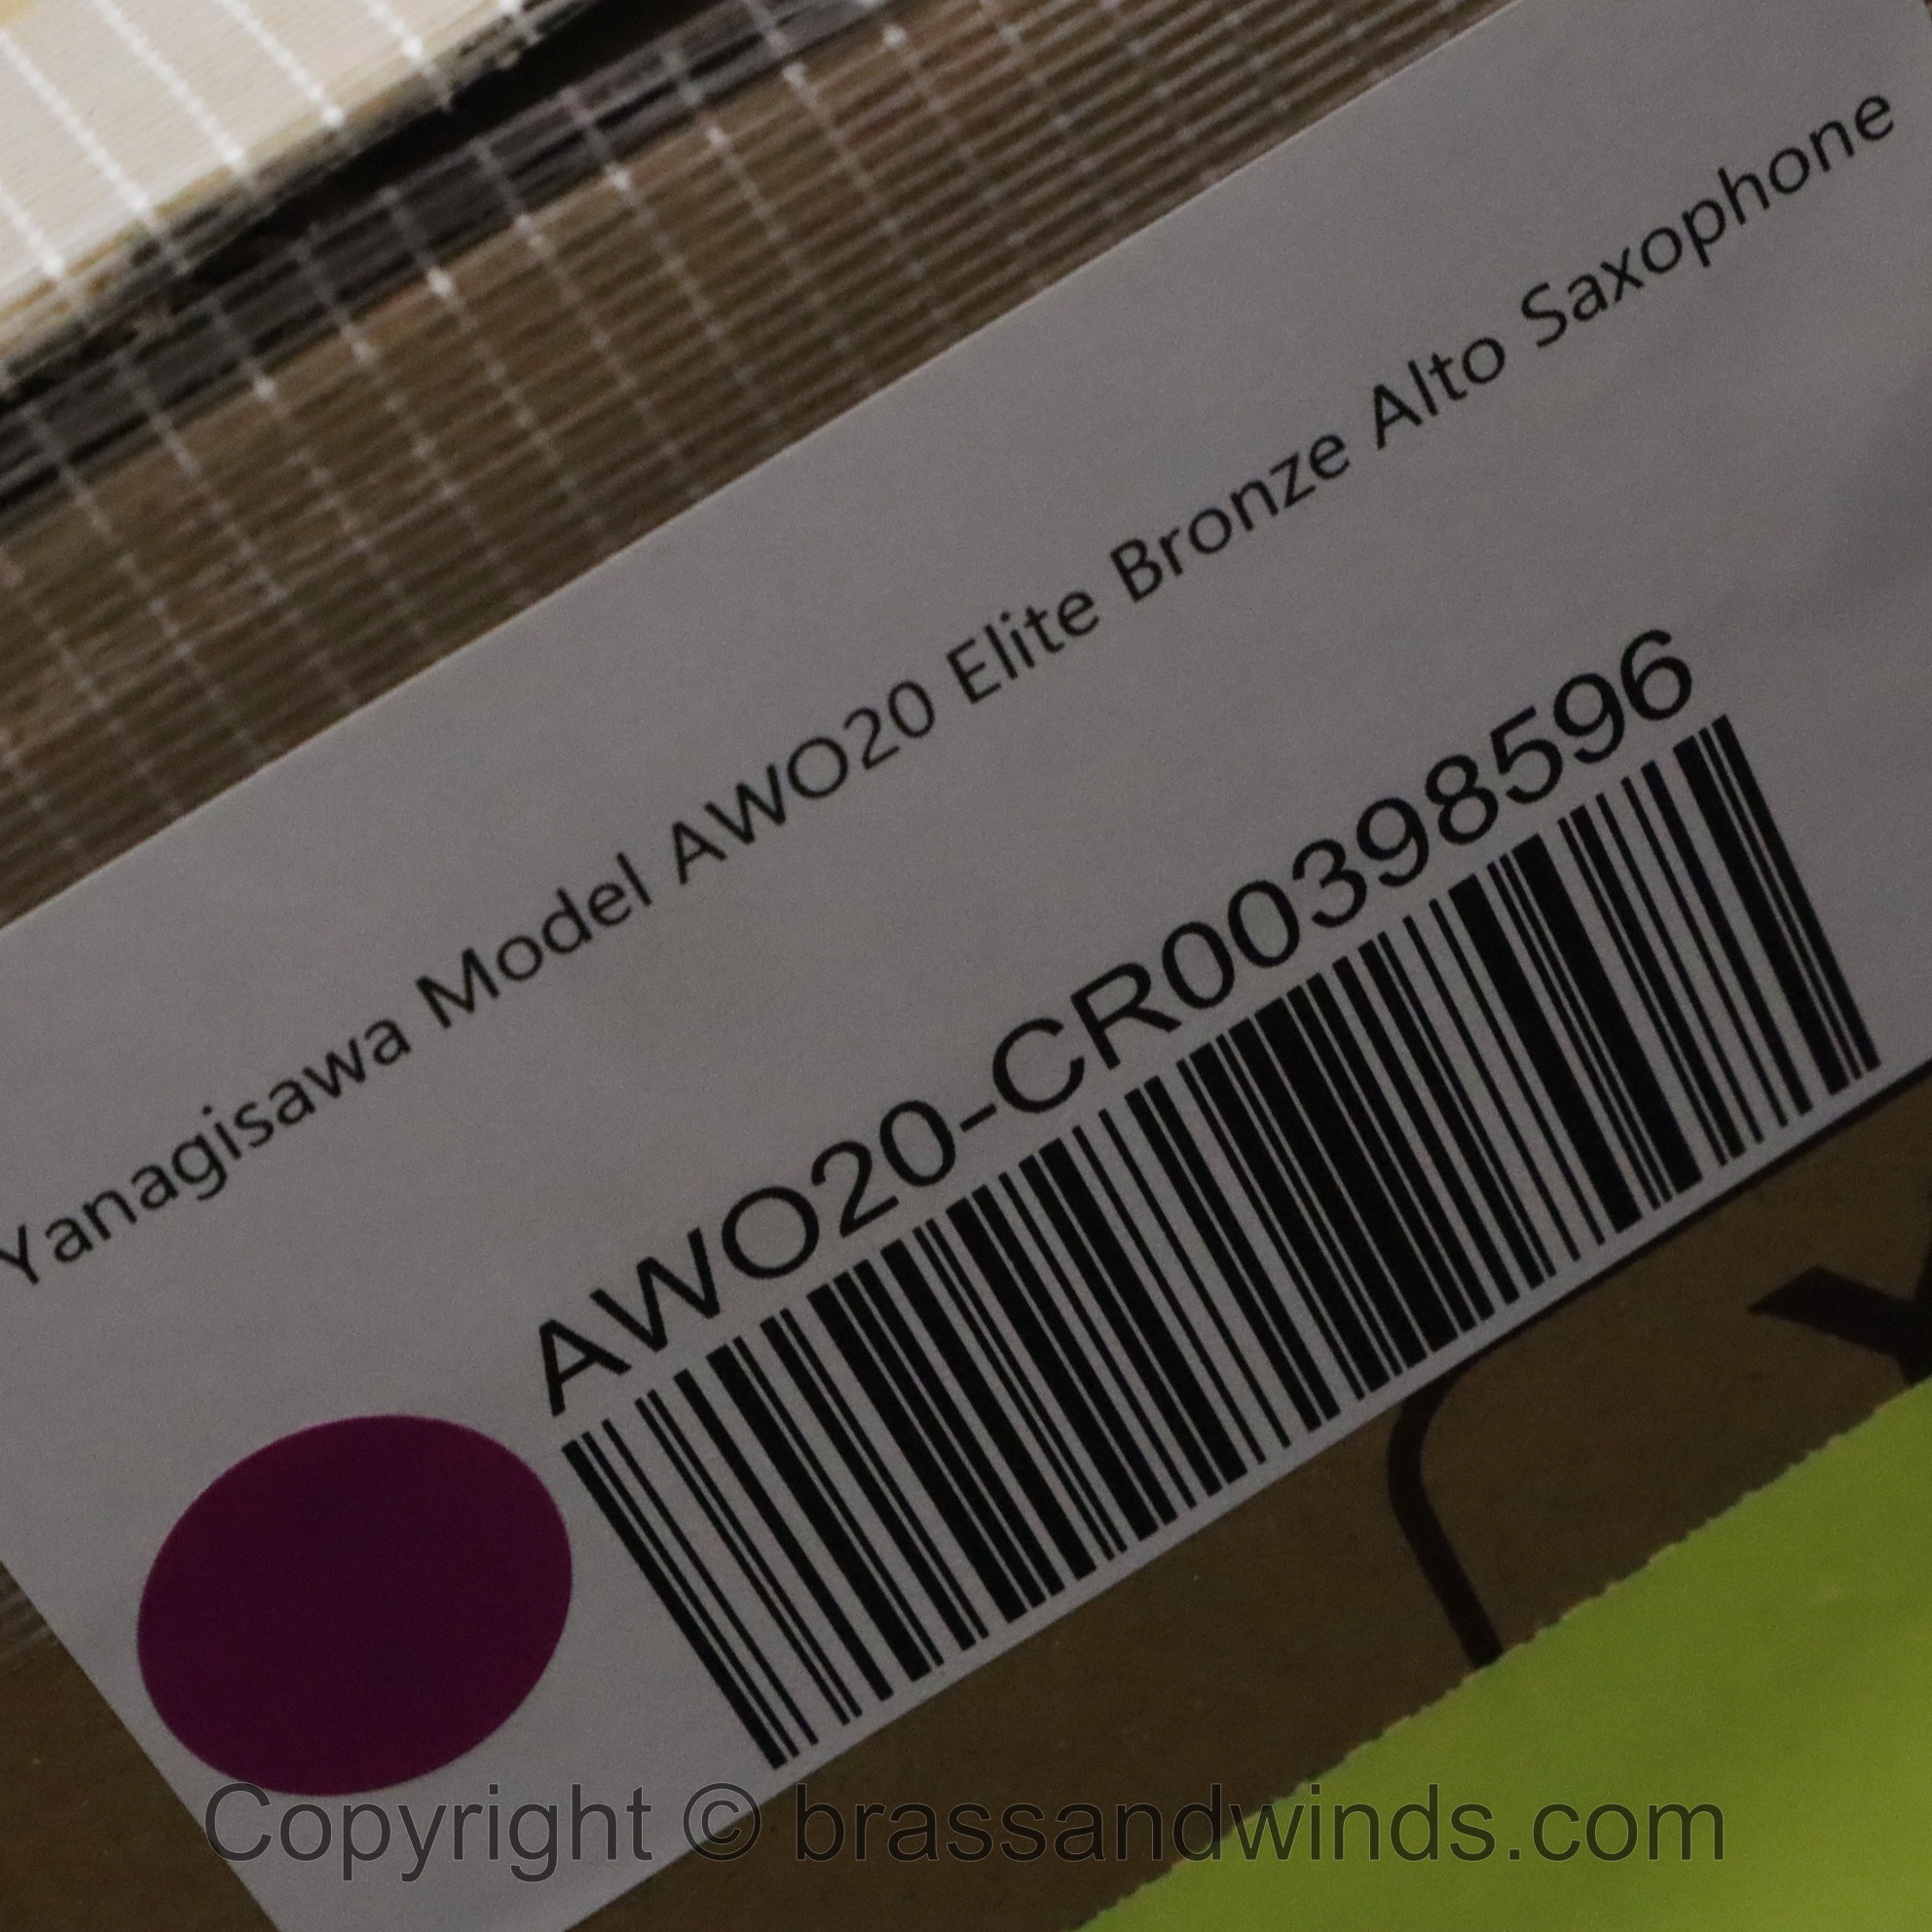 Yanagisawa Model AWO20 Elite Bronze Alto Saxophone
AWO20-CR00398596
Copyright © brassandwinds.com